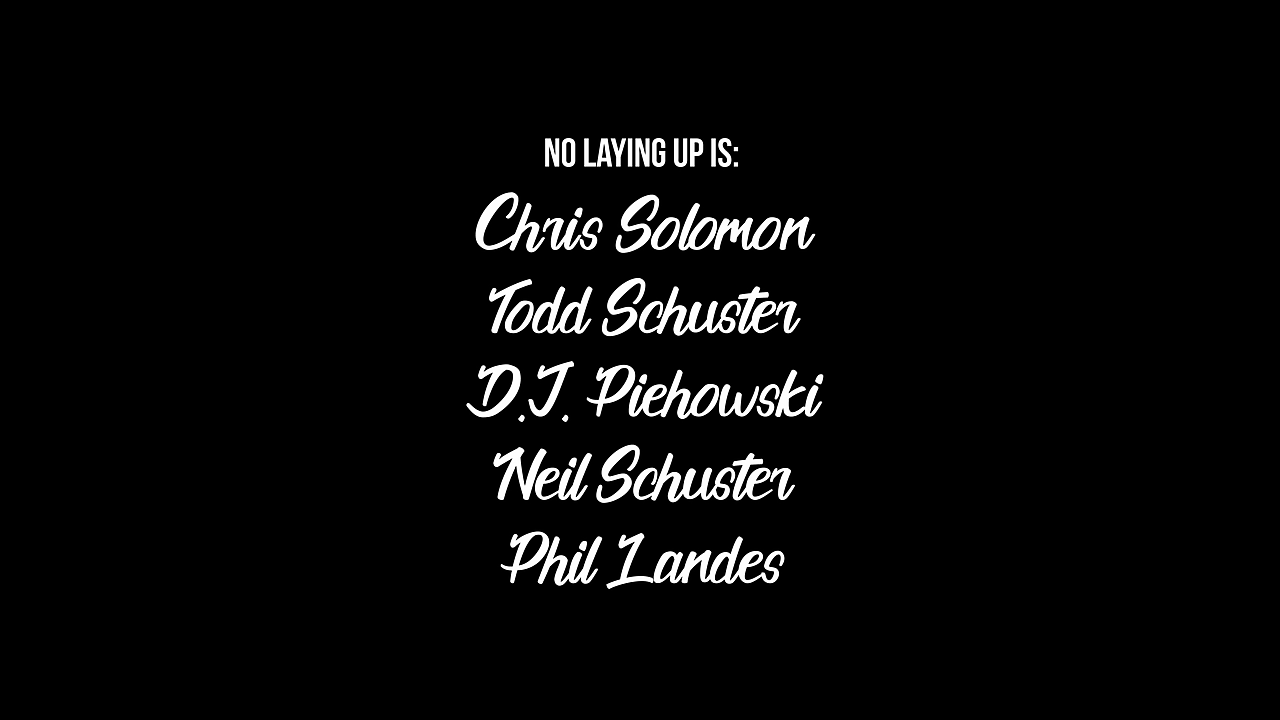 NO LAYING UP IS:
Chris Solomon
Todd Schuster
D.J. Piehowski
Neil Schuster
Phil Landes